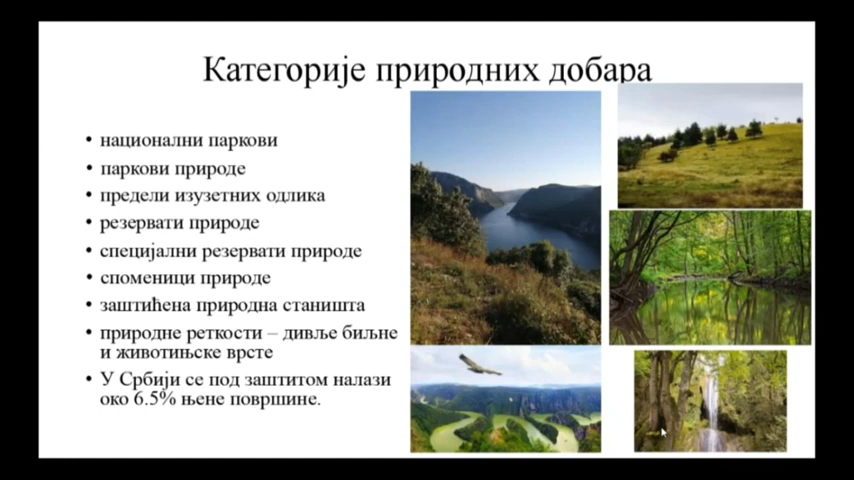 Категорије природних добара
• национални паркови
• паркови природе
• предели изузетних одлика
• резервати природе
• специјални резервати природе
• споменици природе
• заштићена природна станишта
• природне реткости – дивље биљне
и животињске врсте
• У Србији се под заштитом налази
око 6.5% њене површине.